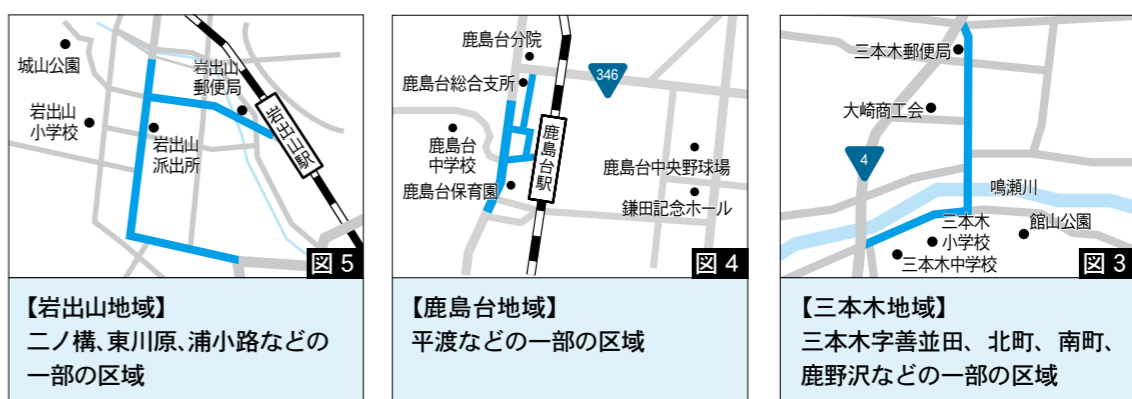 城山公園
岩出山
郵便局
岩出山
小学校
岩出山
派出所
岩出山駅
図 5
【岩出山地域】
二ノ構、東川原、浦小路などの
一部の区域
鹿島台分院
346
鹿島台総合支所
鹿島台
中学校
鹿島台駅
鹿島台中央野球場
鹿島台保育園
鎌田記念ホール
図 4
【鹿島台地域】
平渡などの一部の区域
三本木郵便局
大崎商工会
4
鳴瀬川
三本木
小学校
館山公園
三本木中学校
図 3
【三本木地域】
三本木字善並田、北町、南町、
鹿野沢などの一部の区域